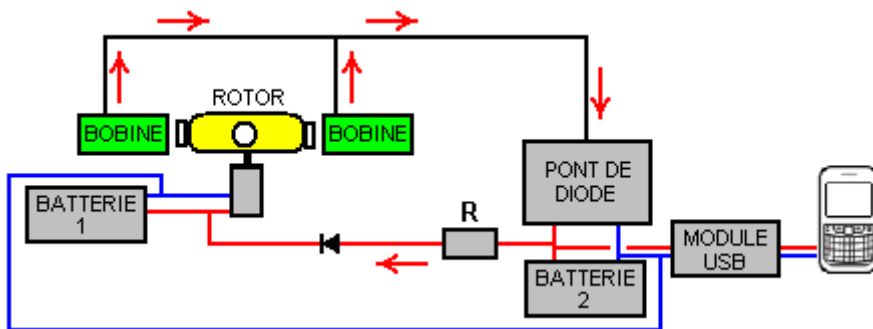 ROTOR
BOBINE
BOBINE
PONT DE
DIODE
BATTERIE
1
R
MODULE
USB
BATTERIE
2